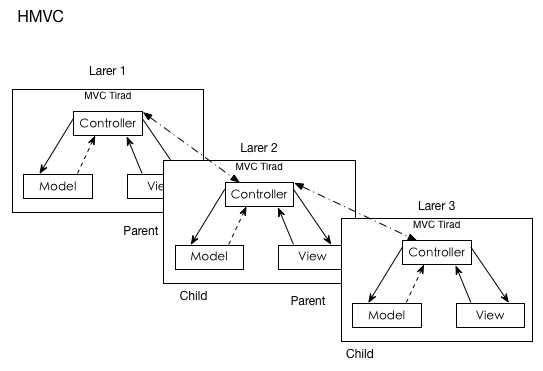 HMVC
Larer 1
MVC Tirad
Controller
Model
Vie
Parent
Larer 2
MVC Tirad
Controller
Model
View
Child
Parent
Larer 3
MVC Tirad
Controller
Model
View
Child